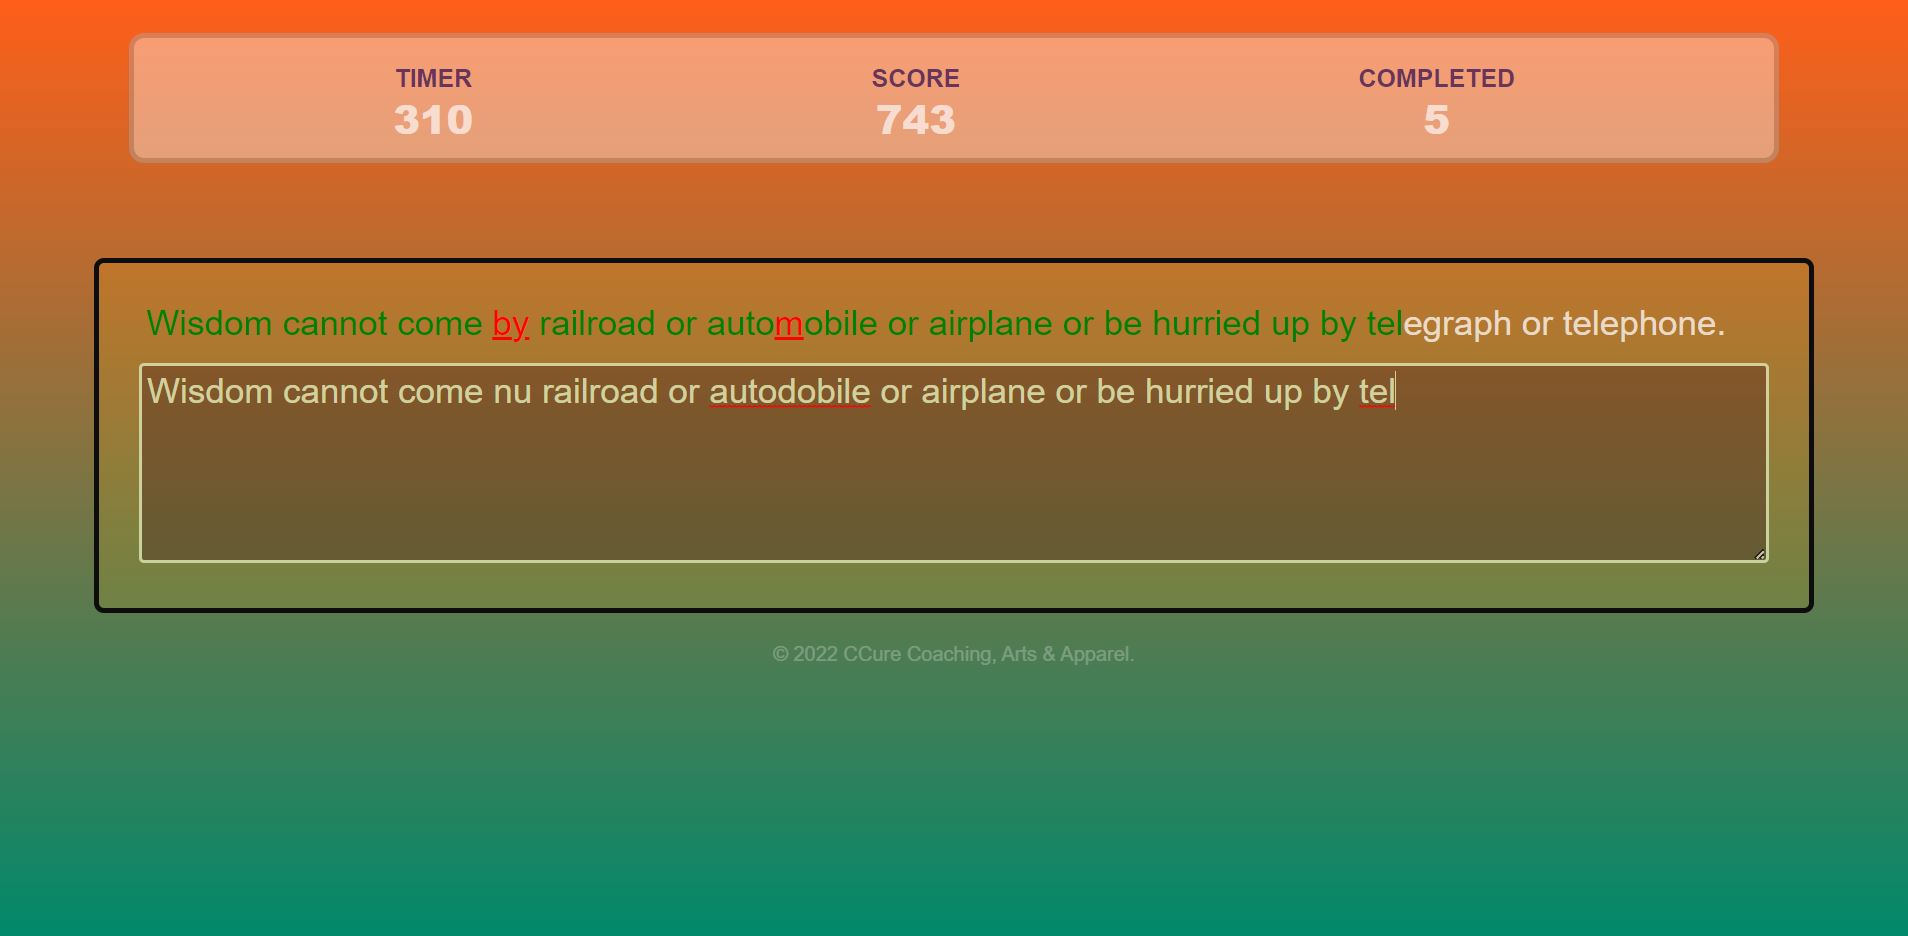 TIMER SCORE COMPLETED
310 743 5
Wisdom cannot come by railroad or automobile or airplane or be hurried up by telegraph or telephone.
Wisdom cannot come nu railroad or autodobile or airplane or be hurried up by tel
© 2022 CCure Coaching, Arts & Apparel.